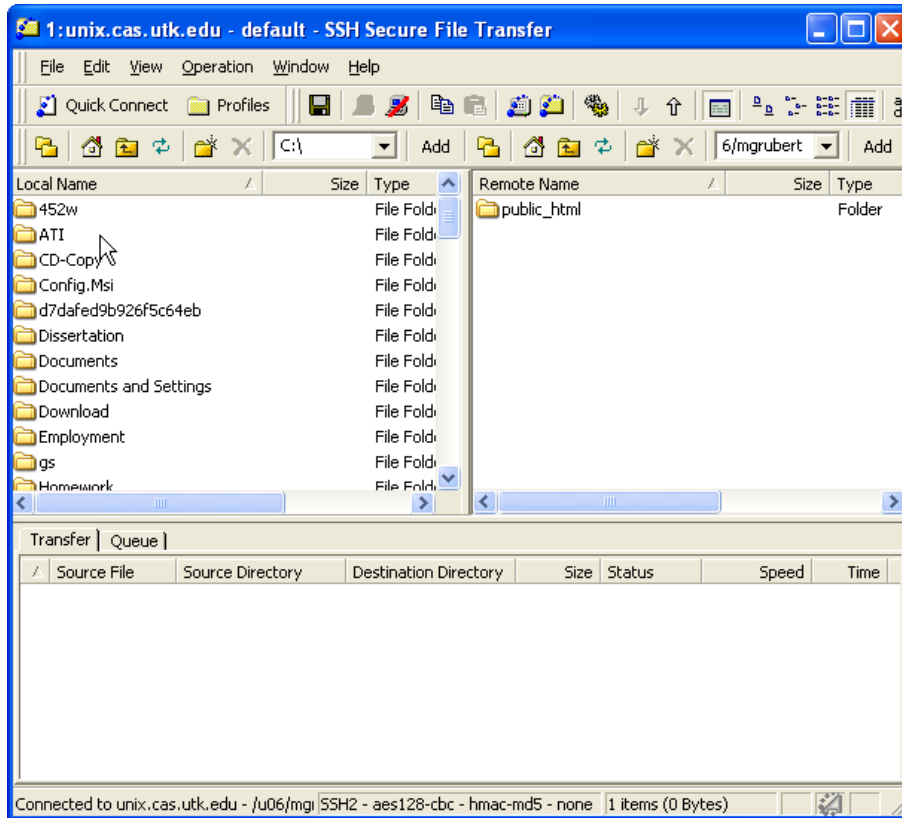 1:unix.cas.utk.edu - default - SSH Secure File Transfer
File Edit View Operation Window Help
Quick Connect Profiles
C:\ Add 6/mgrubert Add
Local Name Size Type
452w File Fold
ATI File Fold
CD-Copy File Fold
Config.Msi File Fold
d7dafed9b926f5c64eb File Fold
Dissertation File Fold
Documents File Fold
Documents and Settings File Fold
Download File Fold
Employment File Fold
gs File Fold
Homework File Fold
Remote Name Size Type
public_html Folder
Transfer Queue
Source File Source Directory Destination Directory Size Status Speed Time
Connected to unix.cas.utk.edu - /u06/mgr SSH2 - aes128-cbc - hmac-md5 - none 1 items (0 Bytes)